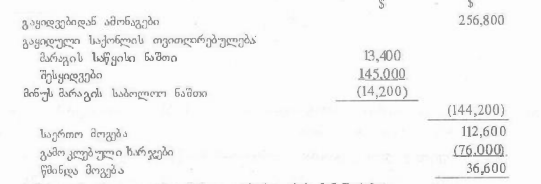 $ $
გაყიდვებიდან ამონაგები 256,800
გაყიდული საქონლის თვითღირებულება:
მარაგის საწყისი ნაშთი 13,400
შესყიდვები 145,000
მინუს მარაგის საბოლოო ნაშთი (14,200)
(144,200)
საერთო მოგება 112,600
გამოკლებული ხარჯები (76,000)
წმინდა მოგება 36,600